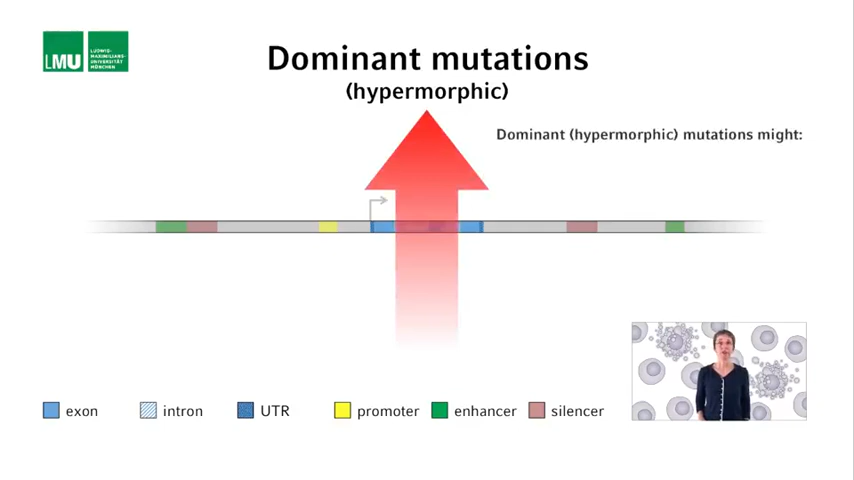 LMU
LUDWIG-
MAXIMILIANS-
UNIVERSITÄT
MÜNCHEN
Dominant mutations
(hypermorphic)
Dominant (hypermorphic) mutations might:
exon
intron
UTR
promoter
enhancer
silencer